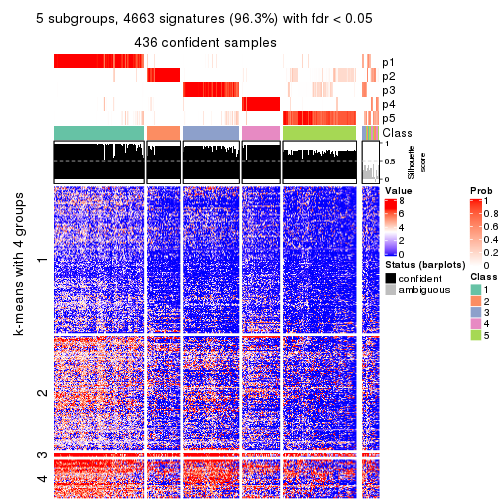 5 subgroups, 4663 signatures (96.3%) with fdr < 0.05
436 confident samples
p1
p2
p3
p4
p5
Class
1
0.5
0
Silhouette
score
k-means with 4 groups
1
2
3
4
Value
8
6
4
2
0
Status (barplots)
confident
ambiguous
Prob
1
0.8
0.6
0.4
0.2
0
Class
1
2
3
4
5